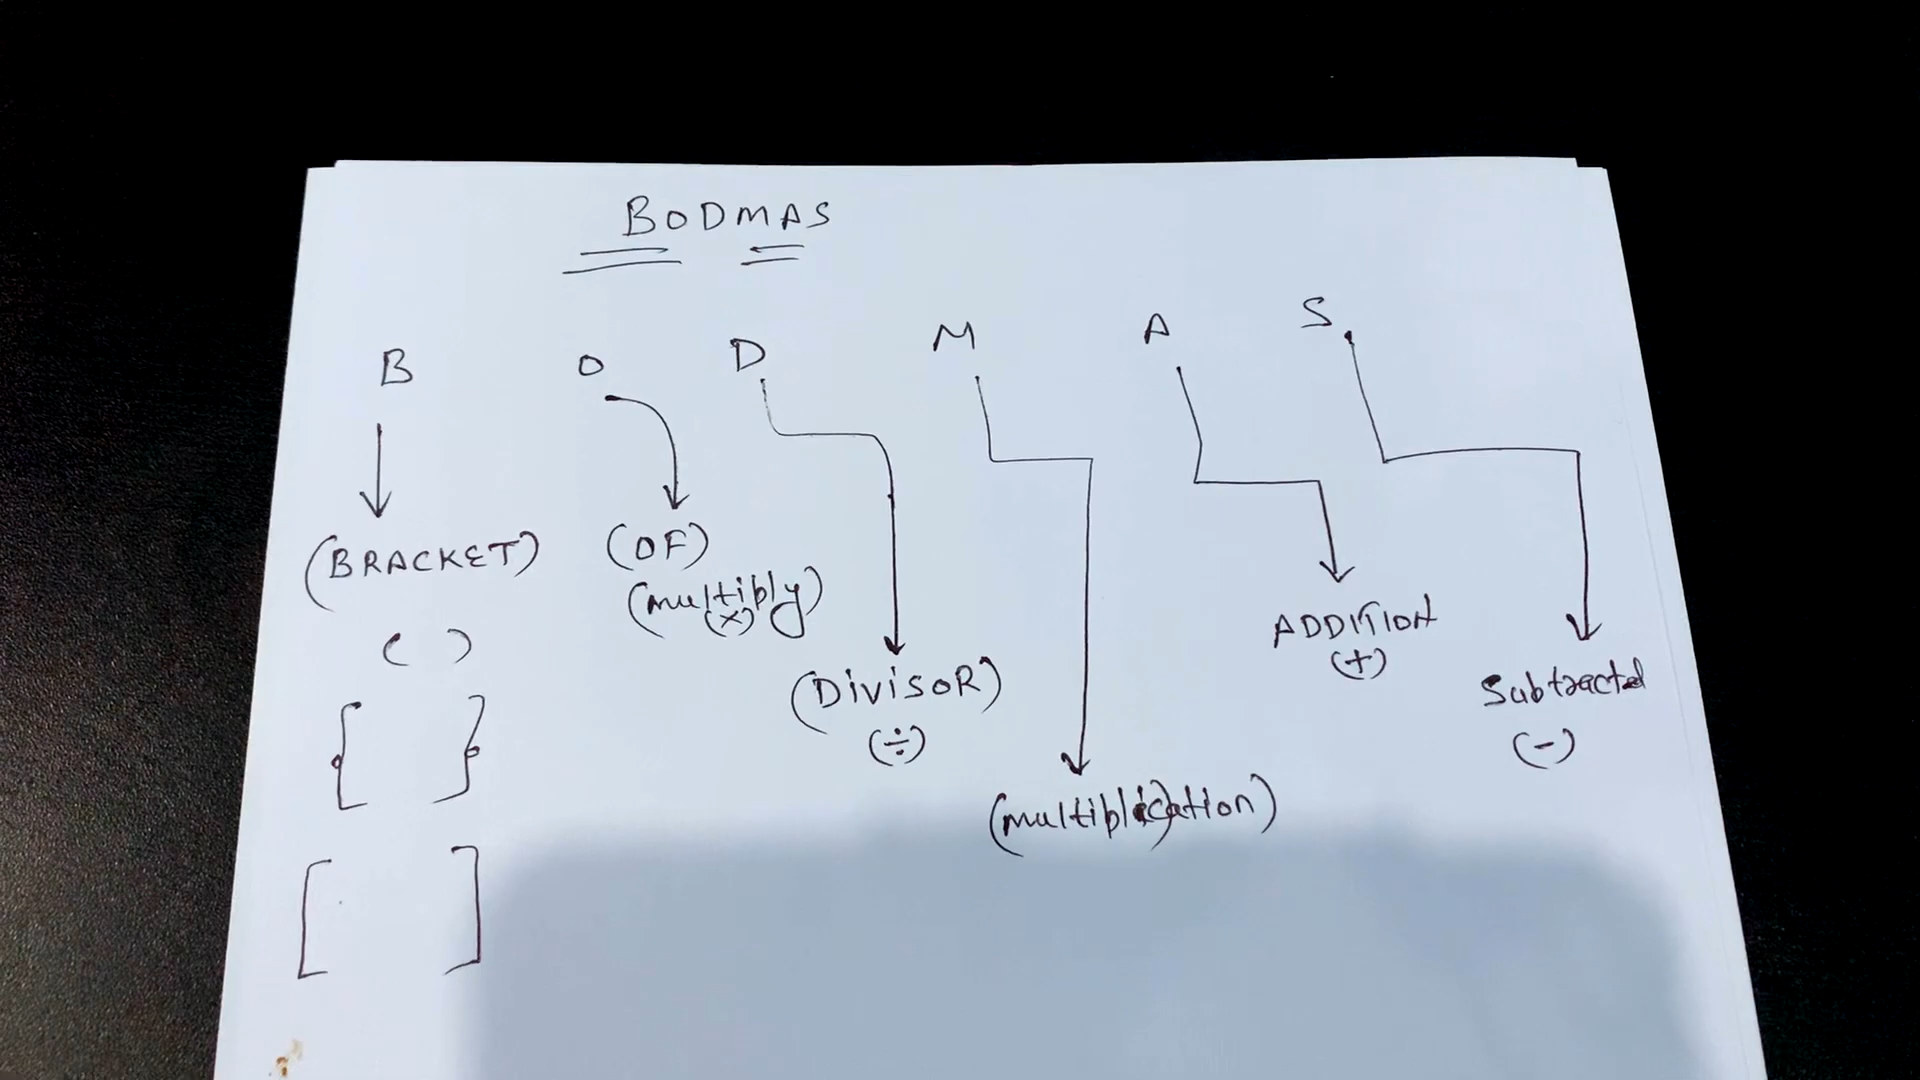 BODMAS
B O D M A S
(BRACKET)
( )
{ }
[ ]
(OF)
(multibly)
(×)
(DivisoR)
(÷)
(multiblication)
ADDITION
(+)
Subtracted
(-)